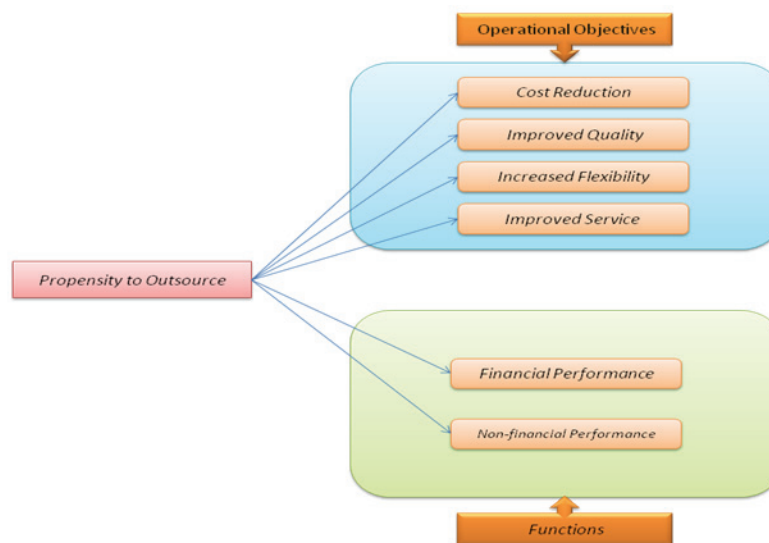 Operational Objectives
Cost Reduction
Improved Quality
Increased Flexibility
Improved Service
Propensity to Outsource
Financial Performance
Non-financial Performance
Functions